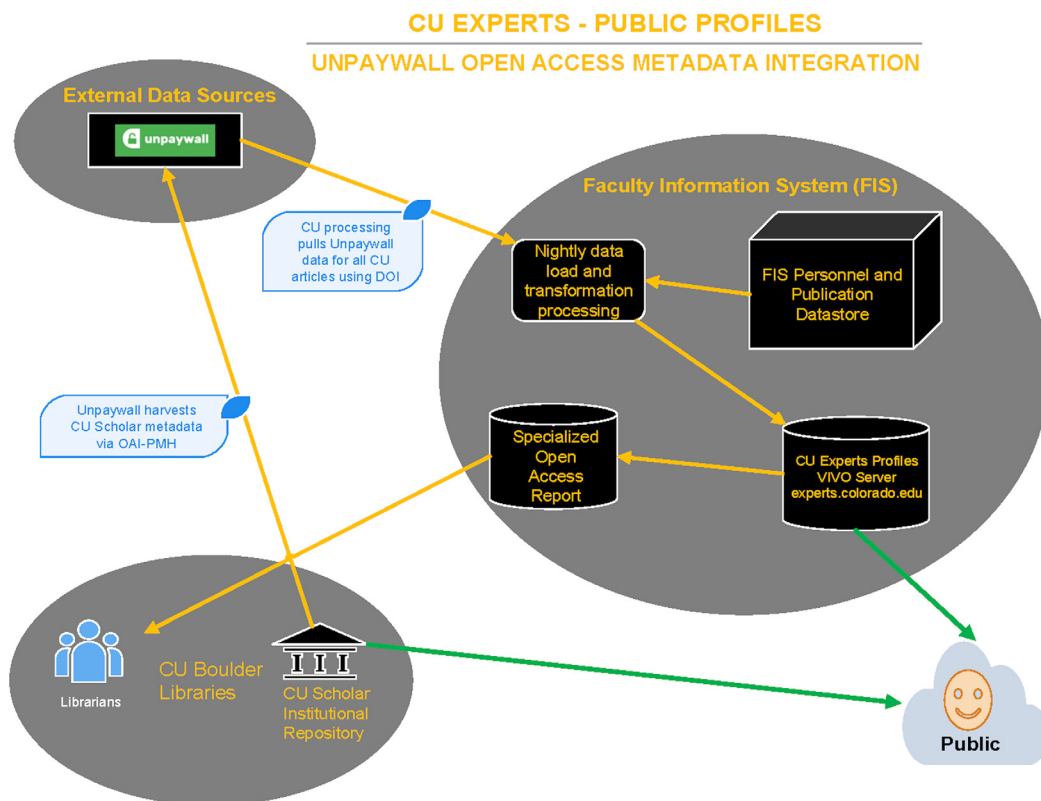 CU EXPERTS - PUBLIC PROFILES
UNPAYWALL OPEN ACCESS METADATA INTEGRATION
External Data Sources
unpaywall
Faculty Information System (FIS)
CU processing
pulls Unpaywall
data for all CU
articles using DOI
Nightly data
load and
transformation
processing
FIS Personnel and
Publication
Datastore
Unpaywall harvests
CU Scholar metadata
via OAI-PMH
Specialized
Open
Access
Report
CU Experts Profiles
VIVO Server
experts.colorado.edu
Librarians
CU Boulder
Libraries
CU Scholar
Institutional
Repository
Public